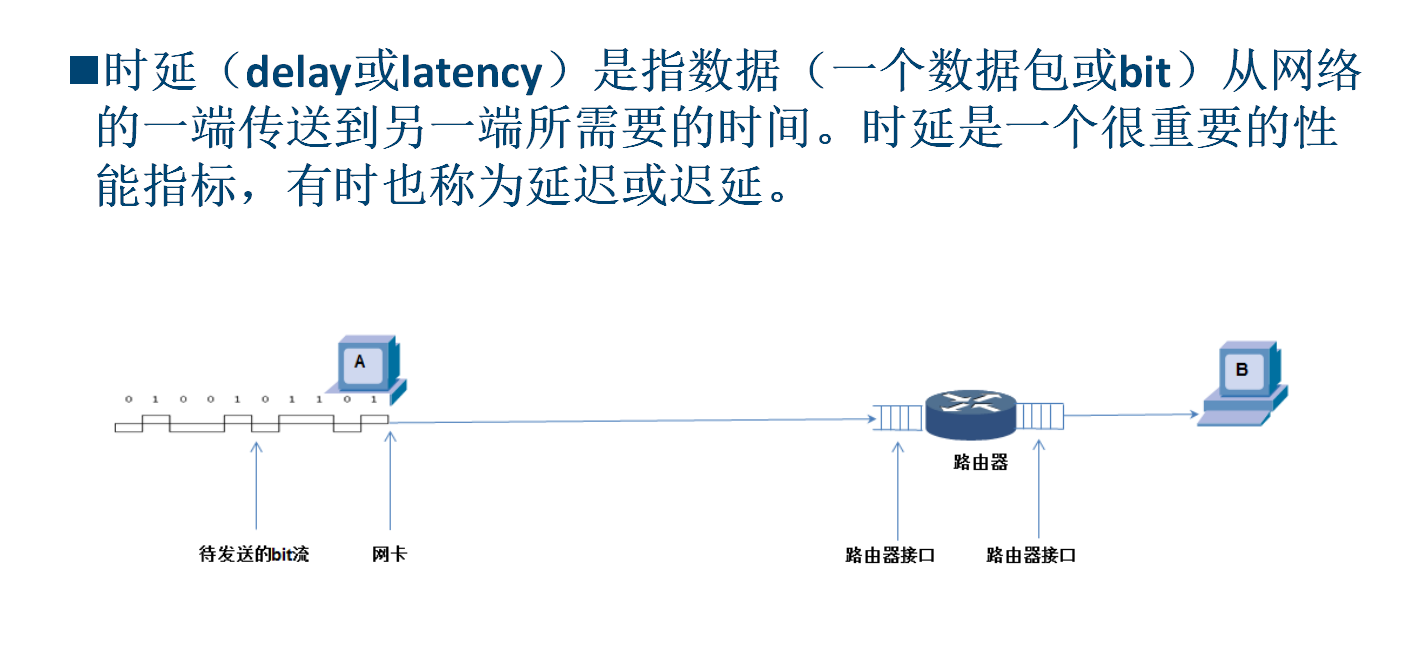 ■时延（delay或latency）是指数据（一个数据包或bit）从网络
的一端传送到另一端所需要的时间。时延是一个很重要的性
能指标，有时也称为延迟或迟延。
A
B
0 1 0 0 1 0 1 1 0 1
路由器
待发送的bit流
网卡
路由器接口
路由器接口